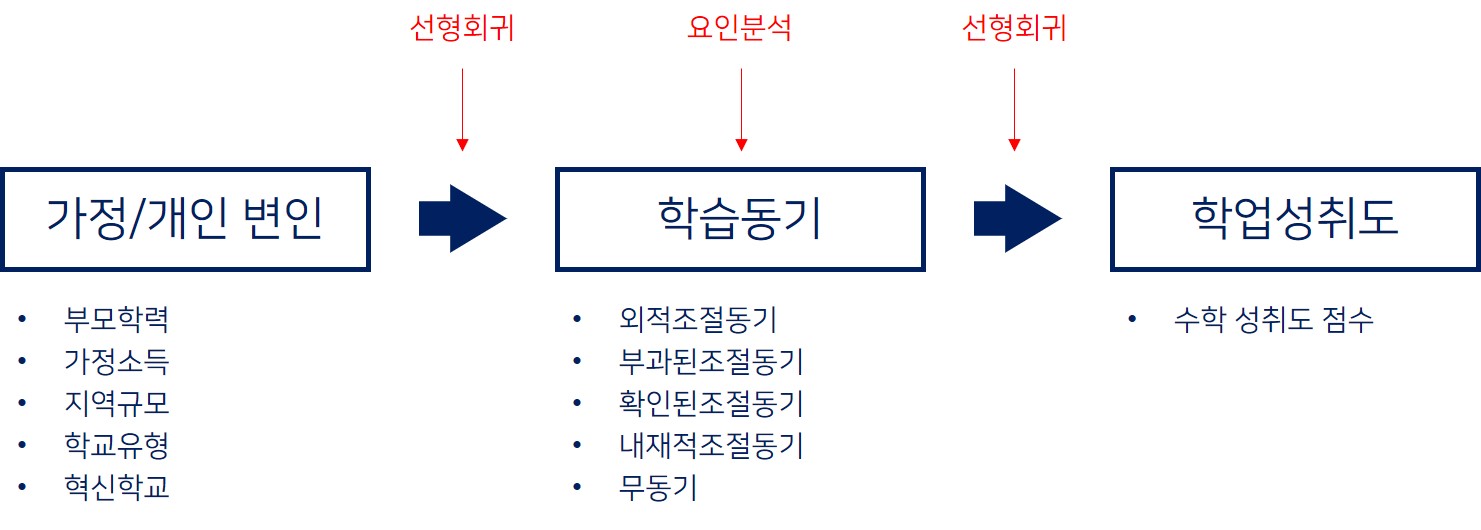 선형회귀
요인분석
선형회귀
가정/개인 변인
학습동기
학업성취도
• 부모학력
• 가정소득
• 지역규모
• 학교유형
• 혁신학교
• 외적조절동기
• 부과된조절동기
• 확인된조절동기
• 내재적조절동기
• 무동기
• 수학 성취도 점수